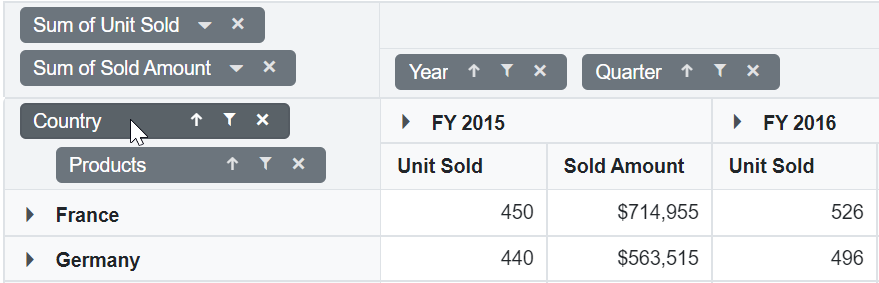 Sum of Unit Sold
Sum of Sold Amount
Year Quarter
Country
FY 2015 FY 2016
Products
Unit Sold Sold Amount Unit Sold
France 450 $714,955 526
Germany 440 $563,515 496